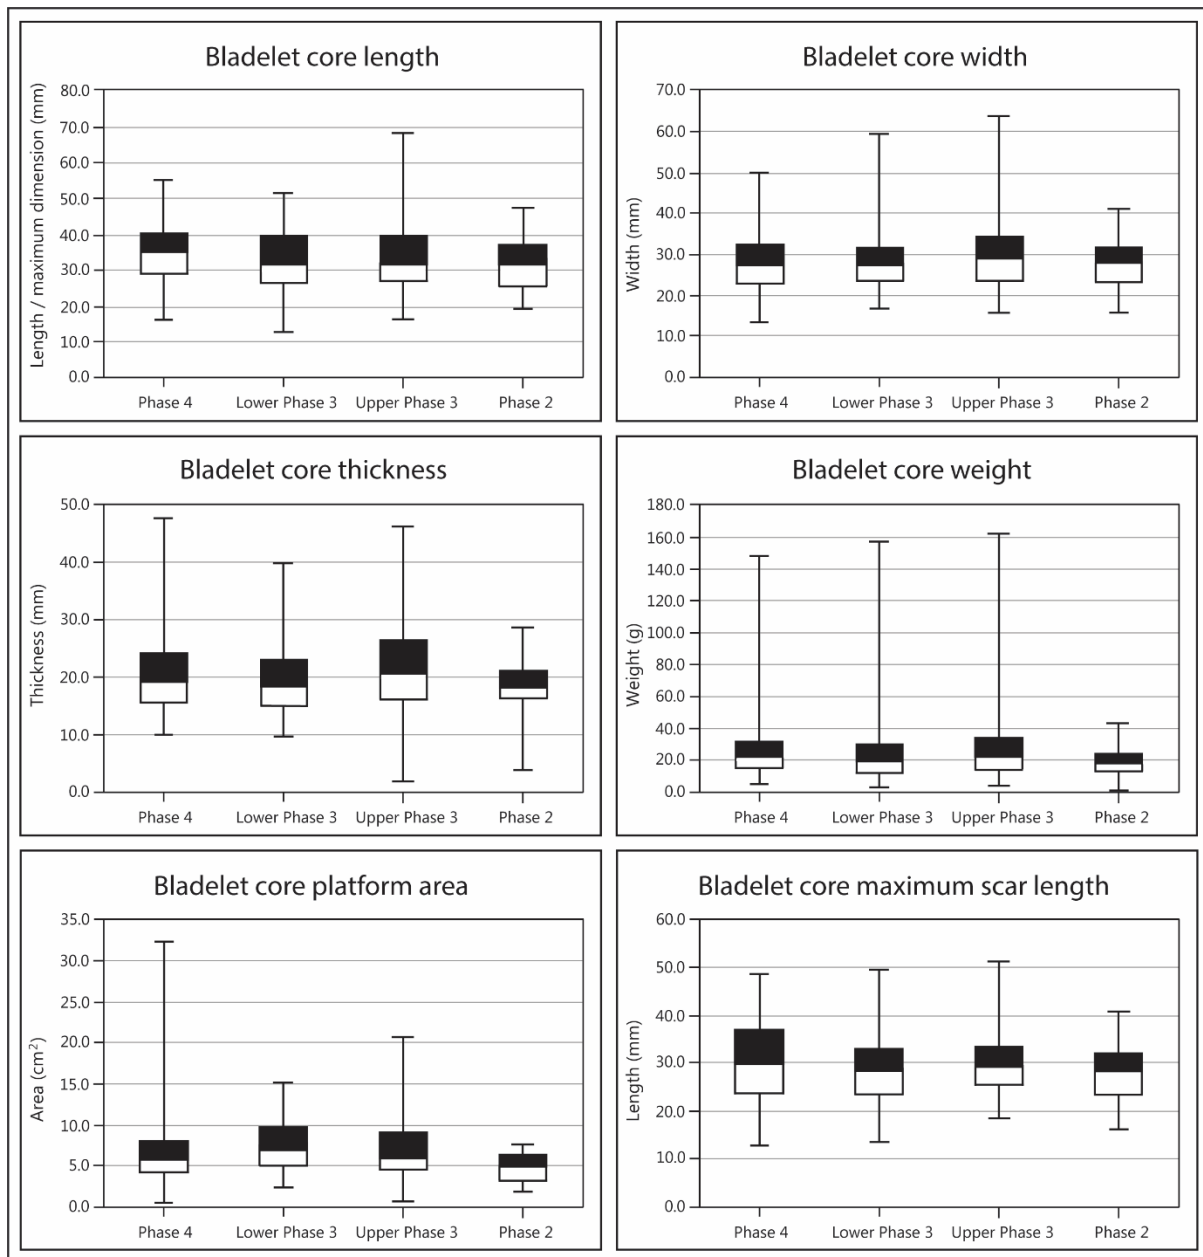 Bladelet core length
Length / maximum dimension (mm)
80.0
70.0
60.0
50.0
40.0
30.0
20.0
10.0
0.0
Phase 4 Lower Phase 3 Upper Phase 3 Phase 2
Bladelet core width
Width (mm)
70.0
60.0
50.0
40.0
30.0
20.0
10.0
0.0
Phase 4 Lower Phase 3 Upper Phase 3 Phase 2
Bladelet core thickness
Thickness (mm)
50.0
40.0
30.0
20.0
10.0
0.0
Phase 4 Lower Phase 3 Upper Phase 3 Phase 2
Bladelet core weight
Weight (g)
180.0
160.0
140.0
120.0
100.0
80.0
60.0
40.0
20.0
0.0
Phase 4 Lower Phase 3 Upper Phase 3 Phase 2
Bladelet core platform area
Area (cm²)
35.0
30.0
25.0
20.0
15.0
10.0
5.0
0.0
Phase 4 Lower Phase 3 Upper Phase 3 Phase 2
Bladelet core maximum scar length
Length (mm)
60.0
50.0
40.0
30.0
20.0
10.0
0.0
Phase 4 Lower Phase 3 Upper Phase 3 Phase 2